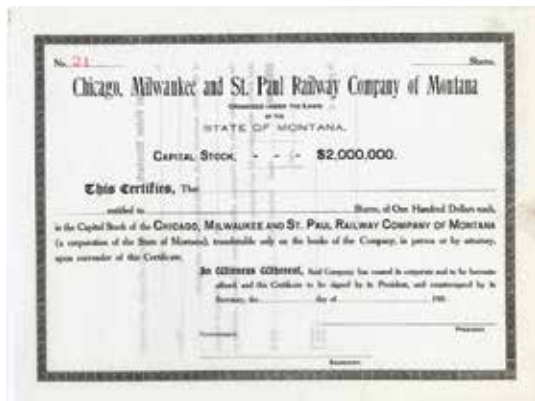 No. 21 Shares.
Chicago, Milwaukee and St. Paul Railway Company of Montana
ORGANIZED UNDER THE LAWS
OF THE
STATE OF MONTANA.
CAPITAL STOCK, - - - $2,000,000.
This Certifies, That
entitled to Shares, of One Hundred Dollars each,
in the Capital Stock of the CHICAGO, MILWAUKEE AND ST. PAUL RAILWAY COMPANY OF MONTANA
(a corporation of the State of Montana), transferable only on the books of the Company, in person or by attorney,
upon surrender of this Certificate.
In Witness Whereof, Said Company has caused its corporate seal to be hereunto
affixed, and this Certificate to be signed by its President, and countersigned by its
Secretary, this day of 190
Countersigned:
President.
Secretary.